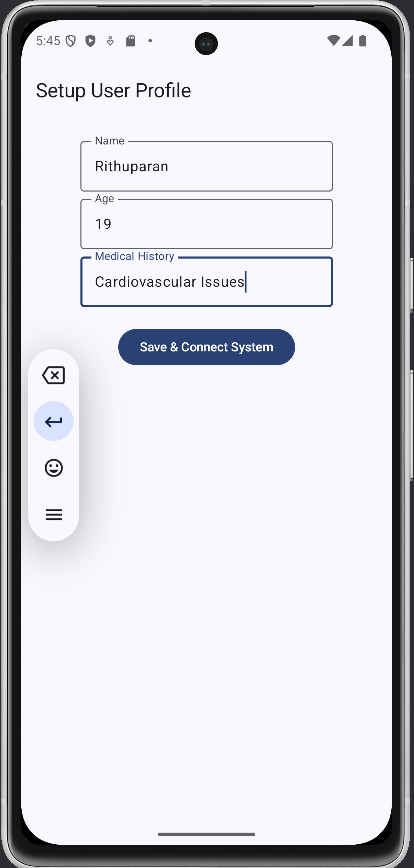 5:45
Setup User Profile
Name
Rithuparan
Age
19
Medical History
Cardiovascular Issues
Save & Connect System